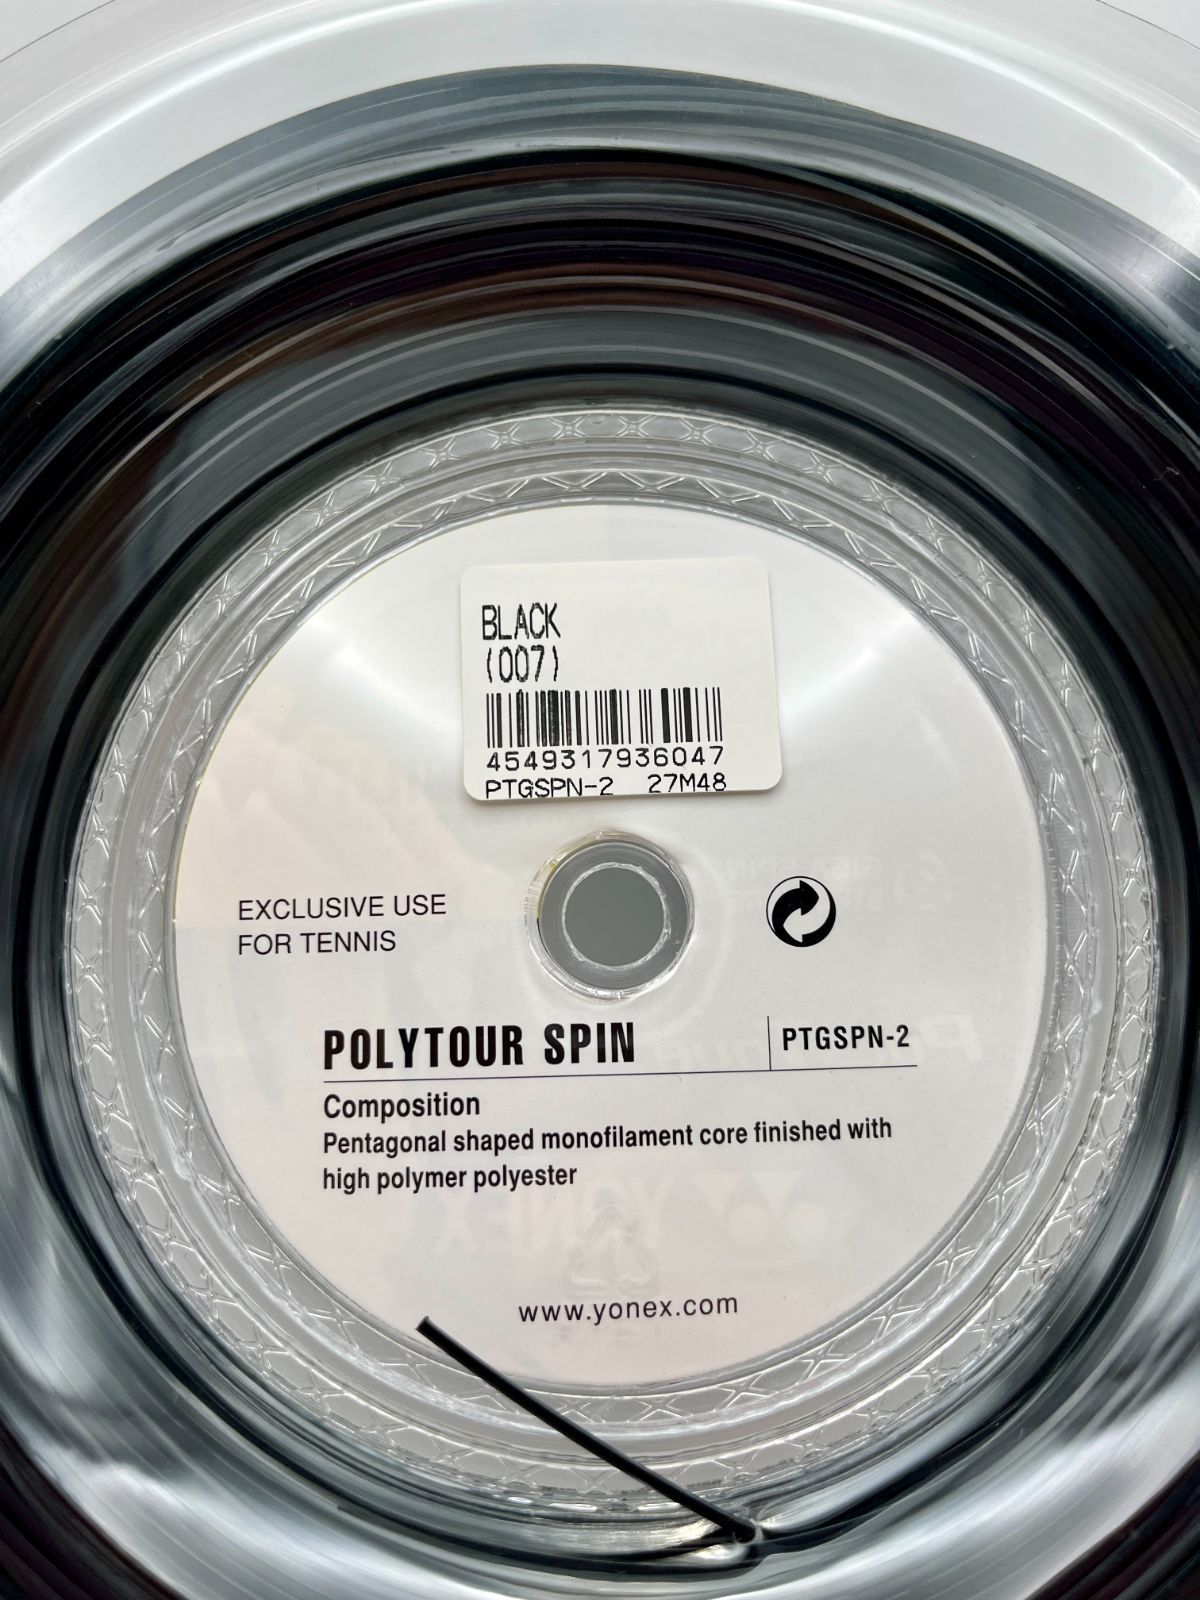 BLACK
(007)
4549317936047
PTGSPN-2 27M48
EXCLUSIVE USE
FOR TENNIS
POLYTOUR SPIN PTGSPN-2
Composition
Pentagonal shaped monofilament core finished with
high polymer polyester
YONEX
www.yonex.com